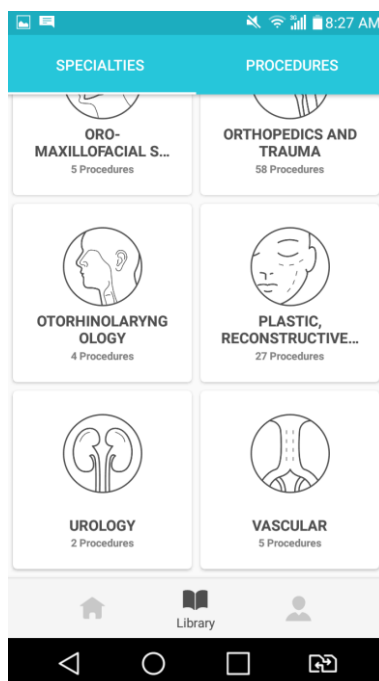 8:27 AM
SPECIALTIES PROCEDURES
ORO-
MAXILLOFACIAL S...
5 Procedures
ORTHOPEDICS AND
TRAUMA
58 Procedures
OTORHINOLARYNG
OLOGY
4 Procedures
PLASTIC,
RECONSTRUCTIVE...
27 Procedures
UROLOGY
2 Procedures
VASCULAR
5 Procedures
Library